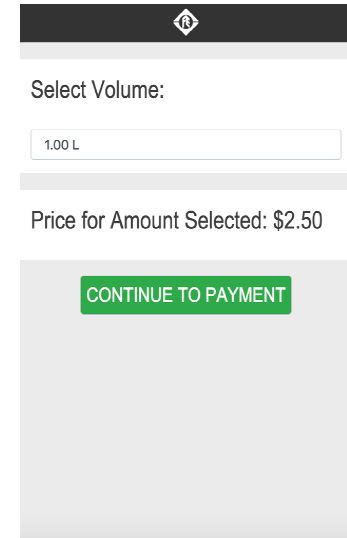 Select Volume:
1.00 L
Price for Amount Selected: $2.50
CONTINUE TO PAYMENT